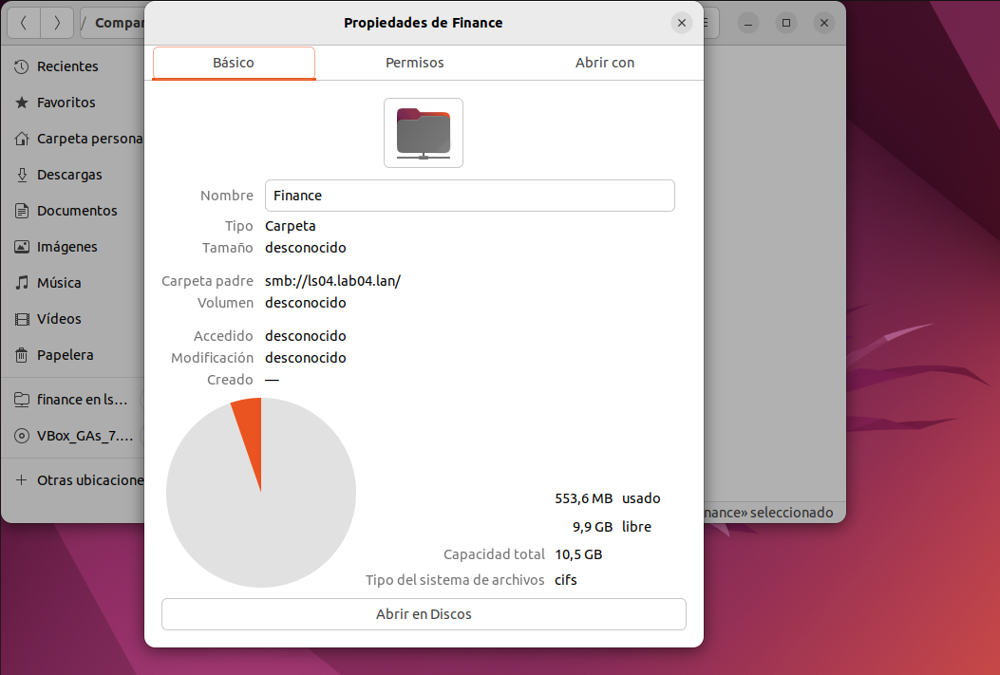 Compar
Propiedades de Finance
Básico
Permisos
Abrir con
Recientes
Favoritos
Carpeta persona
Descargas
Documentos
Imágenes
Música
Vídeos
Papelera
finance en ls…
VBox_GAs_7.…
Otras ubicacione
Nombre Finance
Tipo Carpeta
Tamaño desconocido
Carpeta padre smb://ls04.lab04.lan/
Volumen desconocido
Accedido desconocido
Modificación desconocido
Creado —
553,6 MB usado
9,9 GB libre
Capacidad total 10,5 GB
Tipo del sistema de archivos cifs
Abrir en Discos
nance» seleccionado